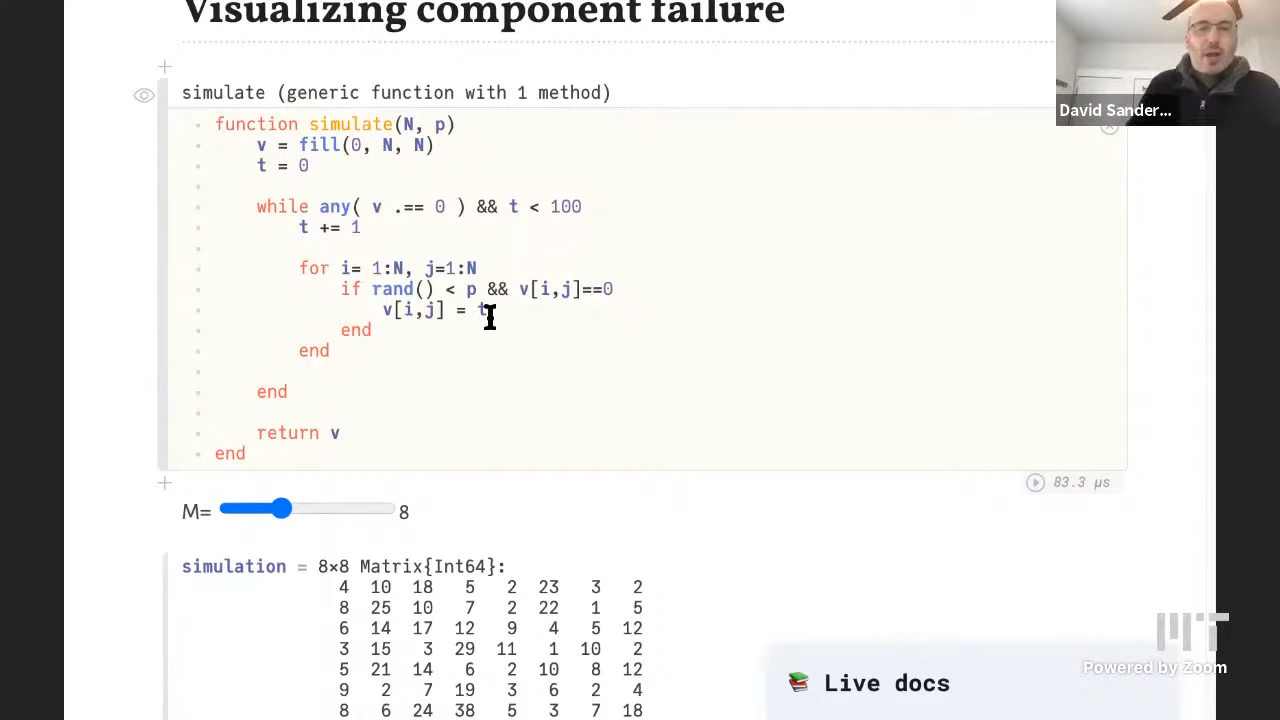 Visualizing component failure
David Sander...
simulate (generic function with 1 method)
function simulate(N, p)
v = fill(0, N, N)
t = 0
while any( v .== 0 ) && t < 100
t += 1
for i= 1:N, j=1:N
if rand() < p && v[i,j]==0
v[i,j] = t
end
end
end
return v
end
83.3 μs
M= 8
simulation = 8×8 Matrix{Int64}:
4 10 18 5 2 23 3 2
8 25 10 7 2 22 1 5
6 14 17 12 9 4 5 12
3 15 3 29 11 1 10 2
5 21 14 6 2 10 8 12
9 2 7 19 3 6 2 4
8 6 24 38 5 3 7 18
Live docs
MIT
Powered by Zoom